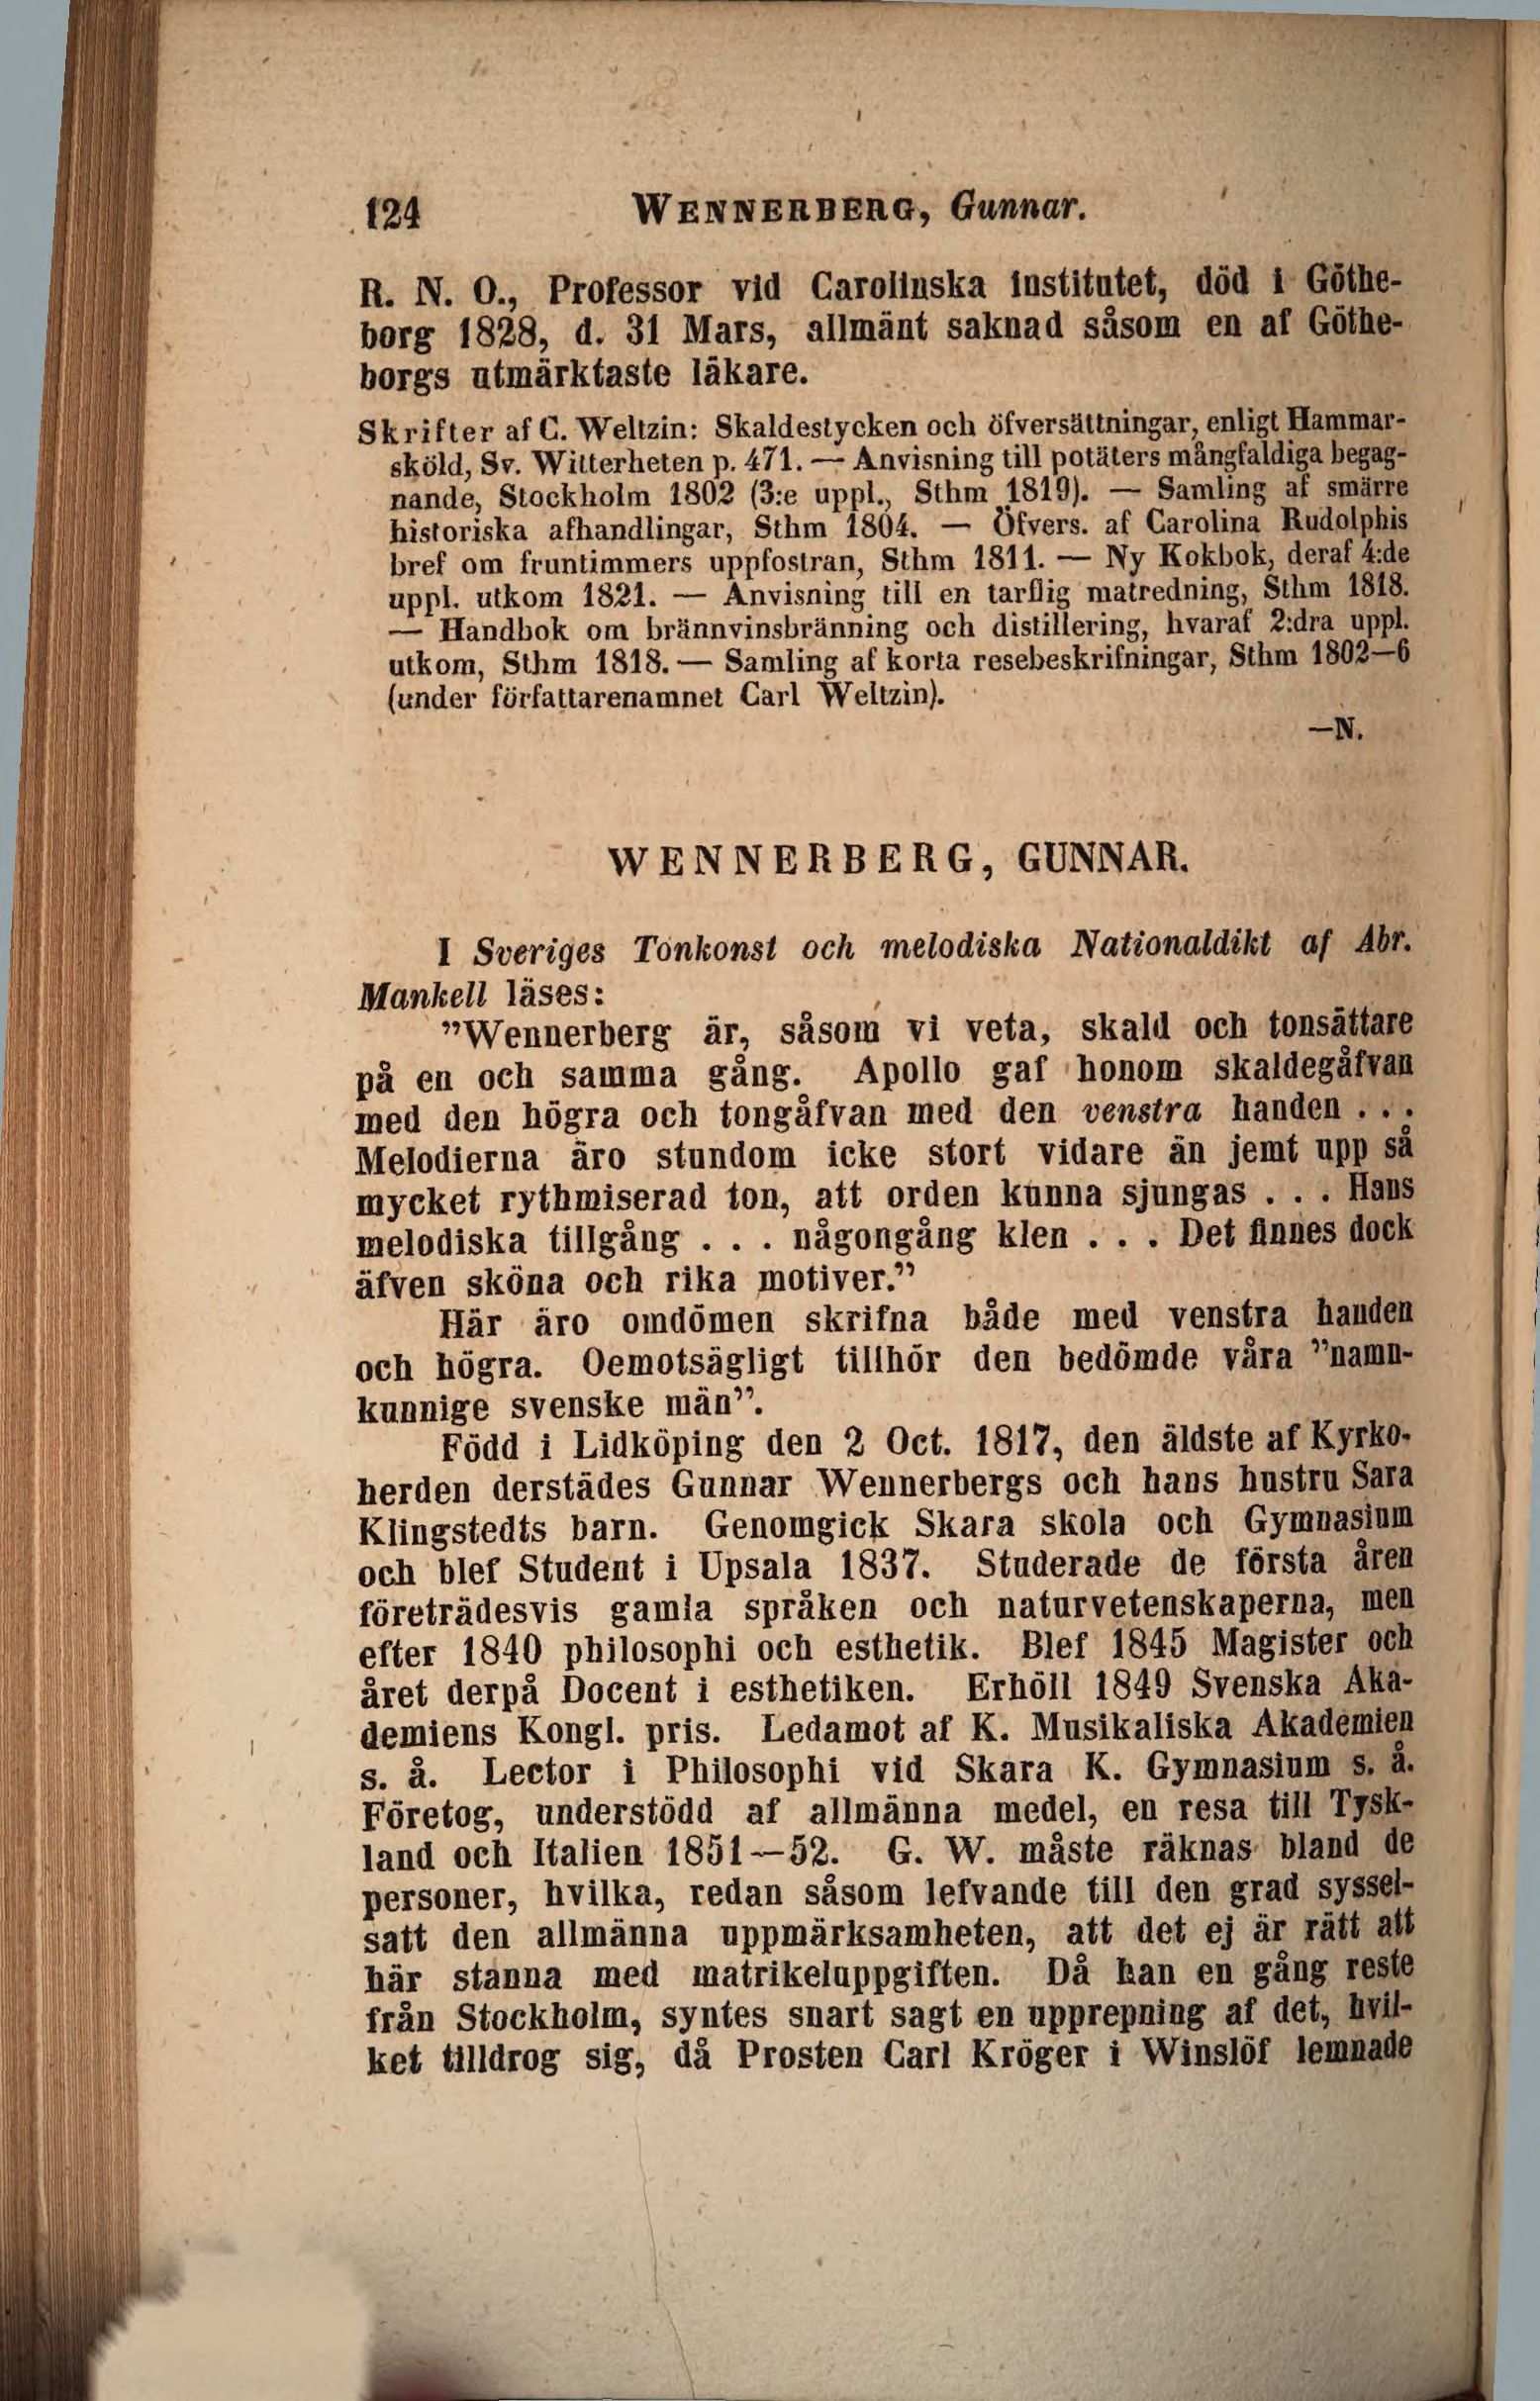 124 WENNERBERG, Gunnar.
R. N. O., Professor vid Carolinska institutet, död i Götheborg
borg 1828, d. 31 Mars, allmänt saknad såsom en af Göthe-
borgs utmärktaste läkare.
Skrifter af C. Weltzin: Skaldestycken och öfversättningar, enligt Hammar-
sköld, Sv. Witterheten p. 471. — Anvisning till potäters mångfaldiga begag-
nande, Stockholm 1802 (3:e uppl., Sthm 1819). — Samling af smärre
historiska afhandlingar, Sthm 1804. — Öfvers. af Carolina Rudolphis
bref om fruntimmers uppfostran, Sthm 1811. — Ny Kokbok, deraf 4:de
uppl. utkom 1821. — Anvisning till en tarflig matredning, Sthm 1818.
— Handbok om brännvinsbränning och distillering, hvaraf 2:dra uppl.
utkom, Sthm 1818. — Samling af korta resebeskrifningar, Sthm 1802—6
(under författarenamnet Carl Weltzin).
—N.
WENNERBERG, GUNNAR.
I Sveriges Tonkonst och melodiska Nationaldikt af Abr.
Mankell läses:
”Wennerberg är, såsom vi veta, skald och tonsättare
på en och samma gång. Apollo gaf honom skaldegåfvan
med den högra och tongåfvan med den venstra handen . . .
Melodierna äro stundom icke stort vidare än jemt upp så
mycket rythmiserad ton, att orden kunna sjungas . . . Hans
melodiska tillgång . . . någongång klen . . . Det finnes dock
äfven sköna och rika motiver.”
Här äro omdömen skrifna både med venstra handen
och högra. Oemotsägligt tillhör den bedömde våra ”namn-
kunnige svenske män”.
Född i Lidköping den 2 Oct. 1817, den äldste af Kyrko-
herden derstädes Gunnar Wennerbergs och hans hustru Sara
Klingstedts barn. Genomgick Skara skola och Gymnasium
och blef Student i Upsala 1837. Studerade de första åren
företrädesvis gamla språken och naturvetenskaperna, men
efter 1840 philosophi och esthetik. Blef 1845 Magister och
året derpå Docent i esthetiken. Erhöll 1849 Svenska Aka-
demiens Kongl. pris. Ledamot af K. Musikaliska Akademien
s. å. Lector i Philosophi vid Skara K. Gymnasium s. å.
Företog, understödd af allmänna medel, en resa till Tysk-
land och Italien 1851—52. G. W. måste räknas bland de
personer, hvilka, redan såsom lefvande till den grad syssel-
satt den allmänna uppmärksamheten, att det ej är rätt att
här stanna med matrikeluppgiften. Då han en gång reste
från Stockholm, syntes snart sagt en upprepning af det, hvil-
ket tilldrog sig, då Prosten Carl Kröger i Winslöf lemnade